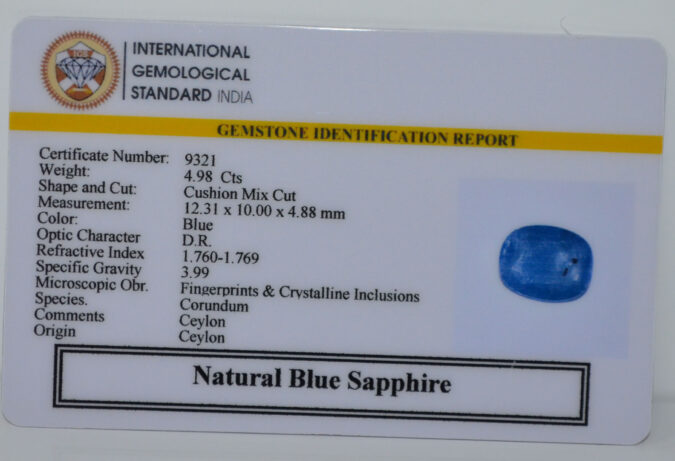 IGS
INTERNATIONAL
GEMOLOGICAL
STANDARD INDIA
GEMSTONE IDENTIFICATION REPORT
Certificate Number: 9321
Weight: 4.98 Cts
Shape and Cut: Cushion Mix Cut
Measurement: 12.31 x 10.00 x 4.88 mm
Color: Blue
Optic Character D.R.
Refractive Index 1.760-1.769
Specific Gravity 3.99
Microscopic Obr. Fingerprints & Crystalline Inclusions
Species. Corundum
Comments Ceylon
Origin Ceylon
Natural Blue Sapphire